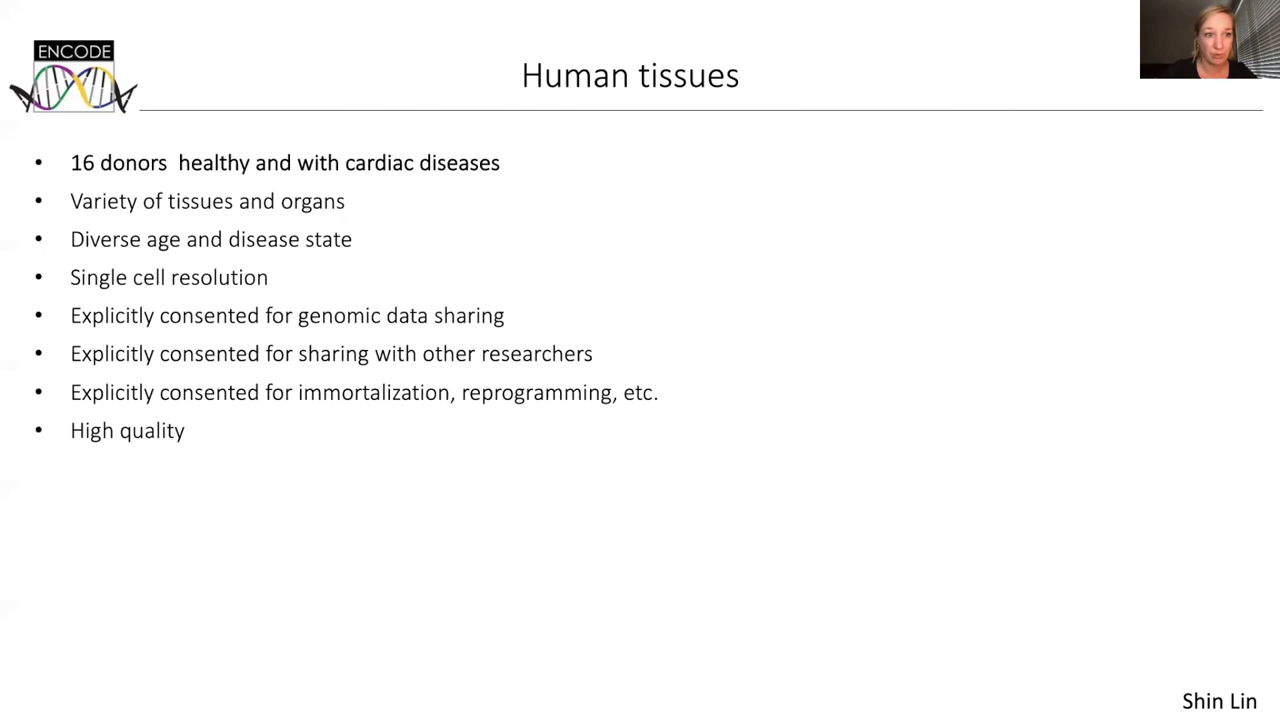 ENCODE
Human tissues
• 16 donors  healthy and with cardiac diseases
• Variety of tissues and organs
• Diverse age and disease state
• Single cell resolution
• Explicitly consented for genomic data sharing
• Explicitly consented for sharing with other researchers
• Explicitly consented for immortalization, reprogramming, etc.
• High quality
Shin Lin